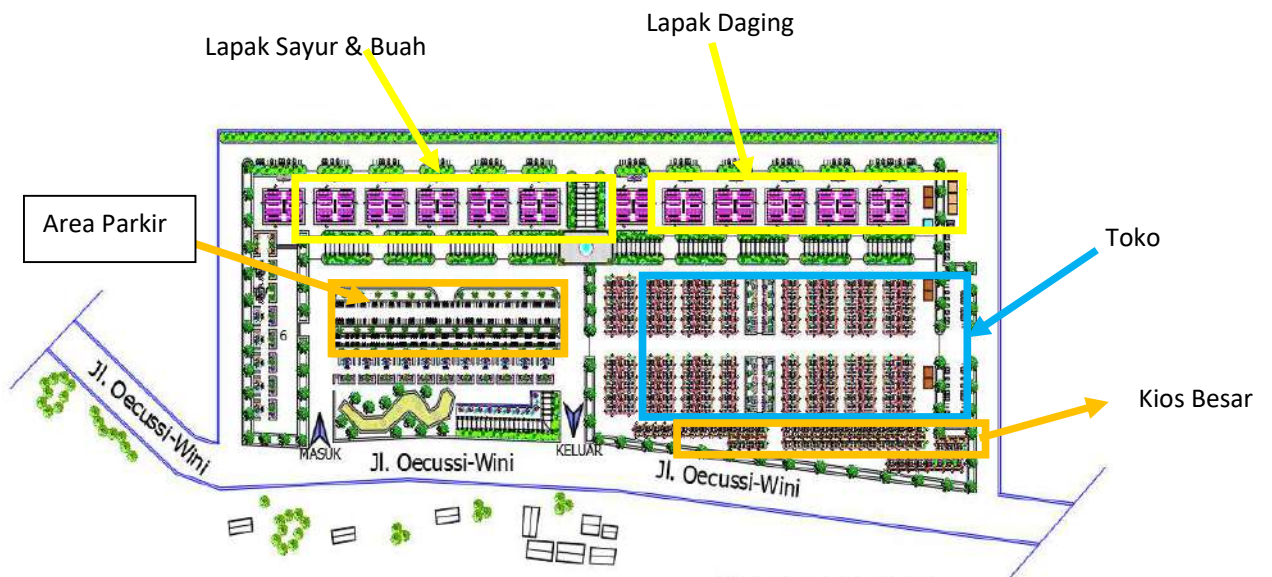 Lapak Sayur & Buah
Lapak Daging
Area Parkir
Toko
6
Jl. Oecussi-Wini
Kios Besar
MASUK
Jl. Oecussi-Wini
KELUAR
Jl. Oecussi-Wini